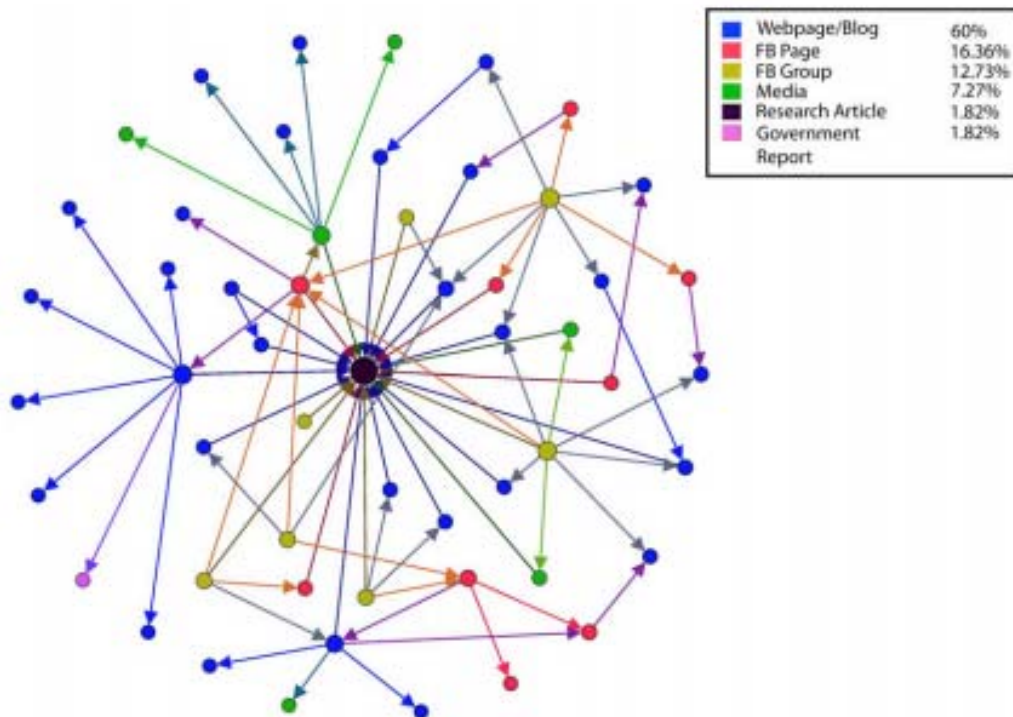 Webpage/Blog 60%
FB Page 16.36%
FB Group 12.73%
Media 7.27%
Research Article 1.82%
Government 1.82%
Report